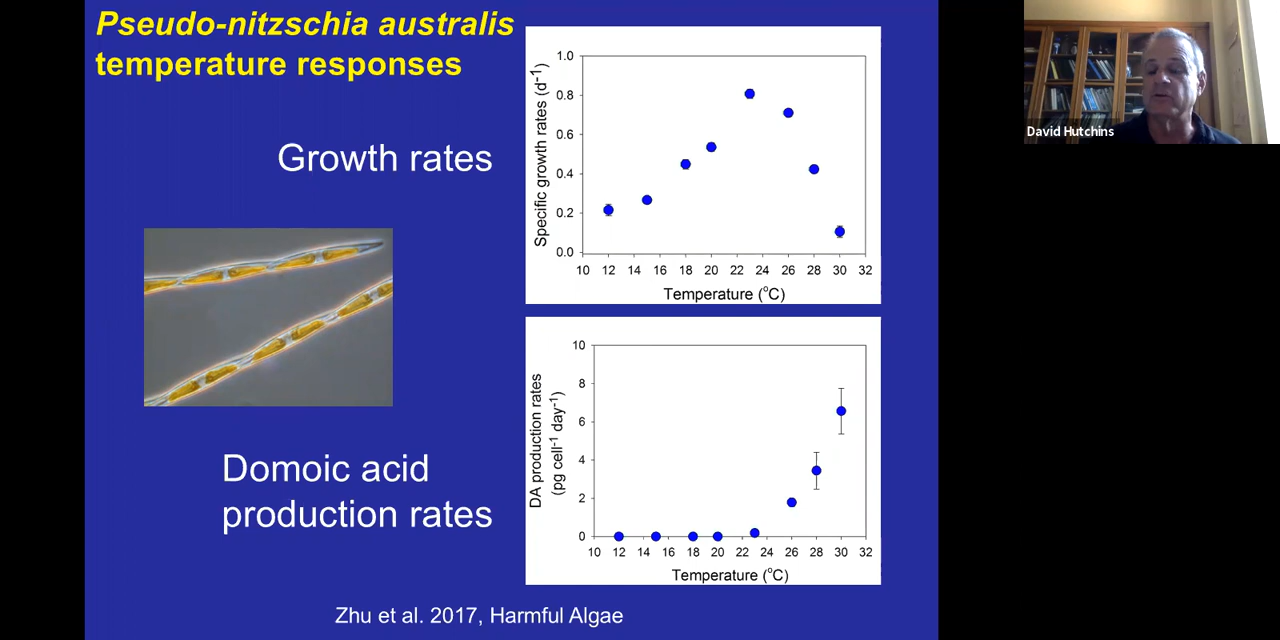 Pseudo-nitzschia australis
temperature responses
Growth rates
Domoic acid
production rates
Specific growth rates (d⁻¹)
1.0
0.8
0.6
0.4
0.2
0.0
10 12 14 16 18 20 22 24 26 28 30 32
Temperature (°C)
DA production rates
(pg cell⁻¹ day⁻¹)
10
8
6
4
2
0
10 12 14 16 18 20 22 24 26 28 30 32
Temperature (°C)
Zhu et al. 2017, Harmful Algae
David Hutchins